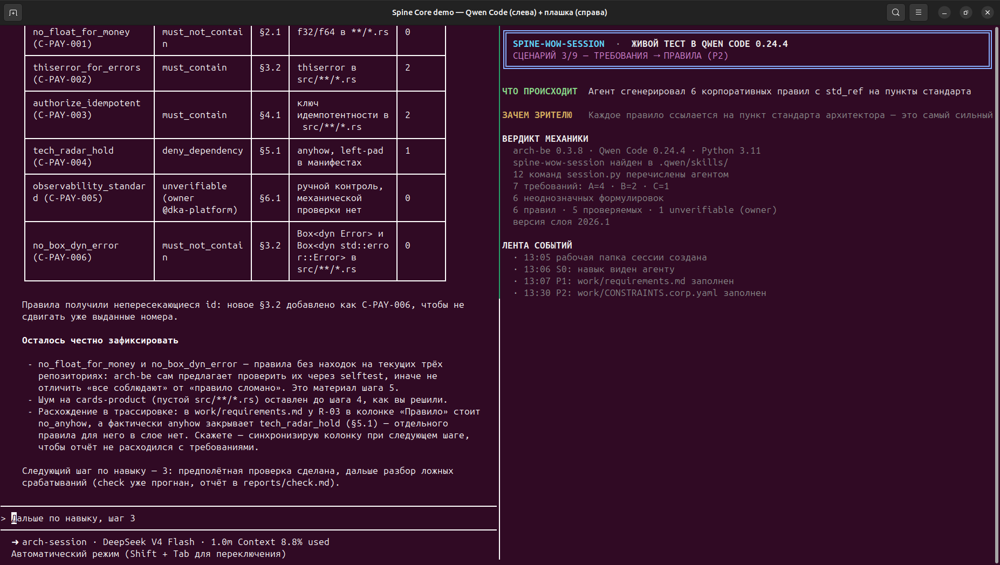 Spine Core demo — Qwen Code (слева) + плашка (справа)
no_float_for_money
(C-PAY-001)
must_not_contai
n
§2.1
f32/f64 в **/*.rs
0
thiserror_for_errors
(C-PAY-002)
must_contain
§3.2
thiserror в
src/**/*.rs
2
authorize_idempotent
(C-PAY-003)
must_contain
§4.1
ключ
идемпотентности в
src/**/*.rs
2
tech_radar_hold
(C-PAY-004)
deny_dependency
§5.1
anyhow, left-pad
в манифестах
1
observability_standar
d (C-PAY-005)
unverifiable
(owner
@dka-platform)
§6.1
ручной контроль,
механической
проверки нет
0
no_box_dyn_error
(C-PAY-006)
must_not_contai
n
§3.2
Box<dyn Error> и
Box<dyn std::erro
r::Error> в
src/**/*.rs
0
Правила получили непересекающиеся id: новое §3.2 добавлено как C-PAY-006, чтобы не
сдвигать уже выданные номера.
Осталось честно зафиксировать
- no_float_for_money и no_box_dyn_error — правила без находок на текущих трёх
репозиториях: arch-be сам предлагает проверить их через selftest, иначе не
отличить «все соблюдают» от «правило сломано». Это материал шага 5.
- Шум на cards-product (пустой src/**/*.rs) оставлен до шага 4, как вы решили.
- Расхождение в трассировке: в work/requirements.md у R-03 в колонке «Правило» стоит
no_anyhow, а фактически anyhow закрывает tech_radar_hold (§5.1) — отдельного
правила для него в слое нет. Скажете — синхронизирую колонку при следующем шаге,
чтобы отчёт не расходился с требованиями.
Следующий шаг по навыку — 3: предполётная проверка сделана, дальше разбор ложных
срабатываний (check уже прогнан, отчёт в reports/check.md).
> Дальше по навыку, шаг 3
➜ arch-session · DeepSeek V4 Flash · 1.0m Context 8.8% used
Автоматический режим (Shift + Tab для переключения)
SPINE-WOW-SESSION · ЖИВОЙ ТЕСТ В QWEN CODE 0.24.4
СЦЕНАРИЙ 3/9 — ТРЕБОВАНИЯ → ПРАВИЛА (P2)
ЧТО ПРОИСХОДИТ Агент сгенерировал 6 корпоративных правил с std_ref на пункты стандарта
ЗАЧЕМ ЗРИТЕЛЮ Каждое правило ссылается на пункт стандарта архитектора — это самый сильный
ВЕРДИКТ МЕХАНИКИ
arch-be 0.3.8 · Qwen Code 0.24.4 · Python 3.11
spine-wow-session найден в .qwen/skills/
12 команд session.py перечислены агентом
7 требований: A=4 · B=2 · C=1
6 неоднозначных формулировок
6 правил · 5 проверяемых · 1 unverifiable (owner)
версия слоя 2026.1
ЛЕНТА СОБЫТИЙ
· 13:05 рабочая папка сессии создана
· 13:06 S0: навык виден агенту
· 13:07 P1: work/requirements.md заполнен
· 13:30 P2: work/CONSTRAINTS.corp.yaml заполнен